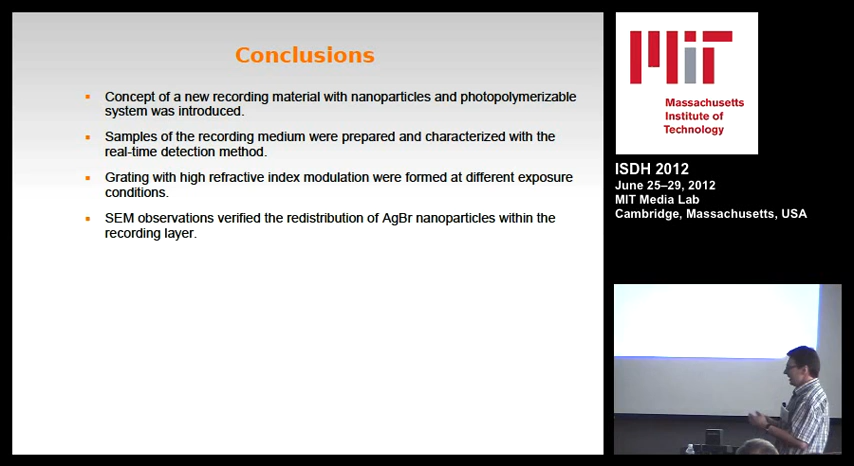 Conclusions
▪ Concept of a new recording material with nanoparticles and photopolymerizable
system was introduced.
▪ Samples of the recording medium were prepared and characterized with the
real-time detection method.
▪ Grating with high refractive index modulation were formed at different exposure
conditions.
▪ SEM observations verified the redistribution of AgBr nanoparticles within the
recording layer.
MIT
Massachusetts
Institute of
Technology
ISDH 2012
June 25–29, 2012
MIT Media Lab
Cambridge, Massachusetts, USA